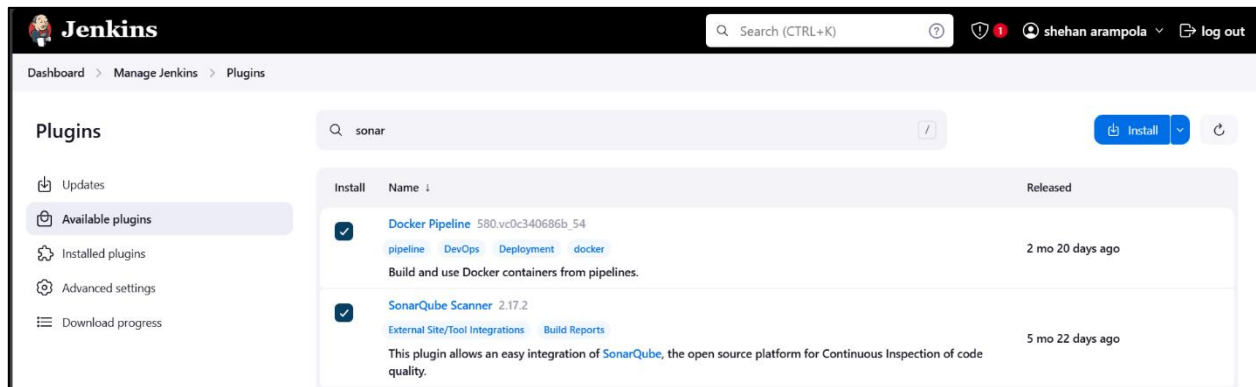 Jenkins
Search (CTRL+K)
?
1
shehan arampola
log out
Dashboard > Manage Jenkins > Plugins
Plugins
sonar
/
Install
Updates
Available plugins
Installed plugins
Advanced settings
Download progress
Install Name ↓ Released
Docker Pipeline 580.vc0c340686b_54
pipeline DevOps Deployment docker
2 mo 20 days ago
Build and use Docker containers from pipelines.
SonarQube Scanner 2.17.2
External Site/Tool Integrations Build Reports
5 mo 22 days ago
This plugin allows an easy integration of SonarQube, the open source platform for Continuous Inspection of code
quality.